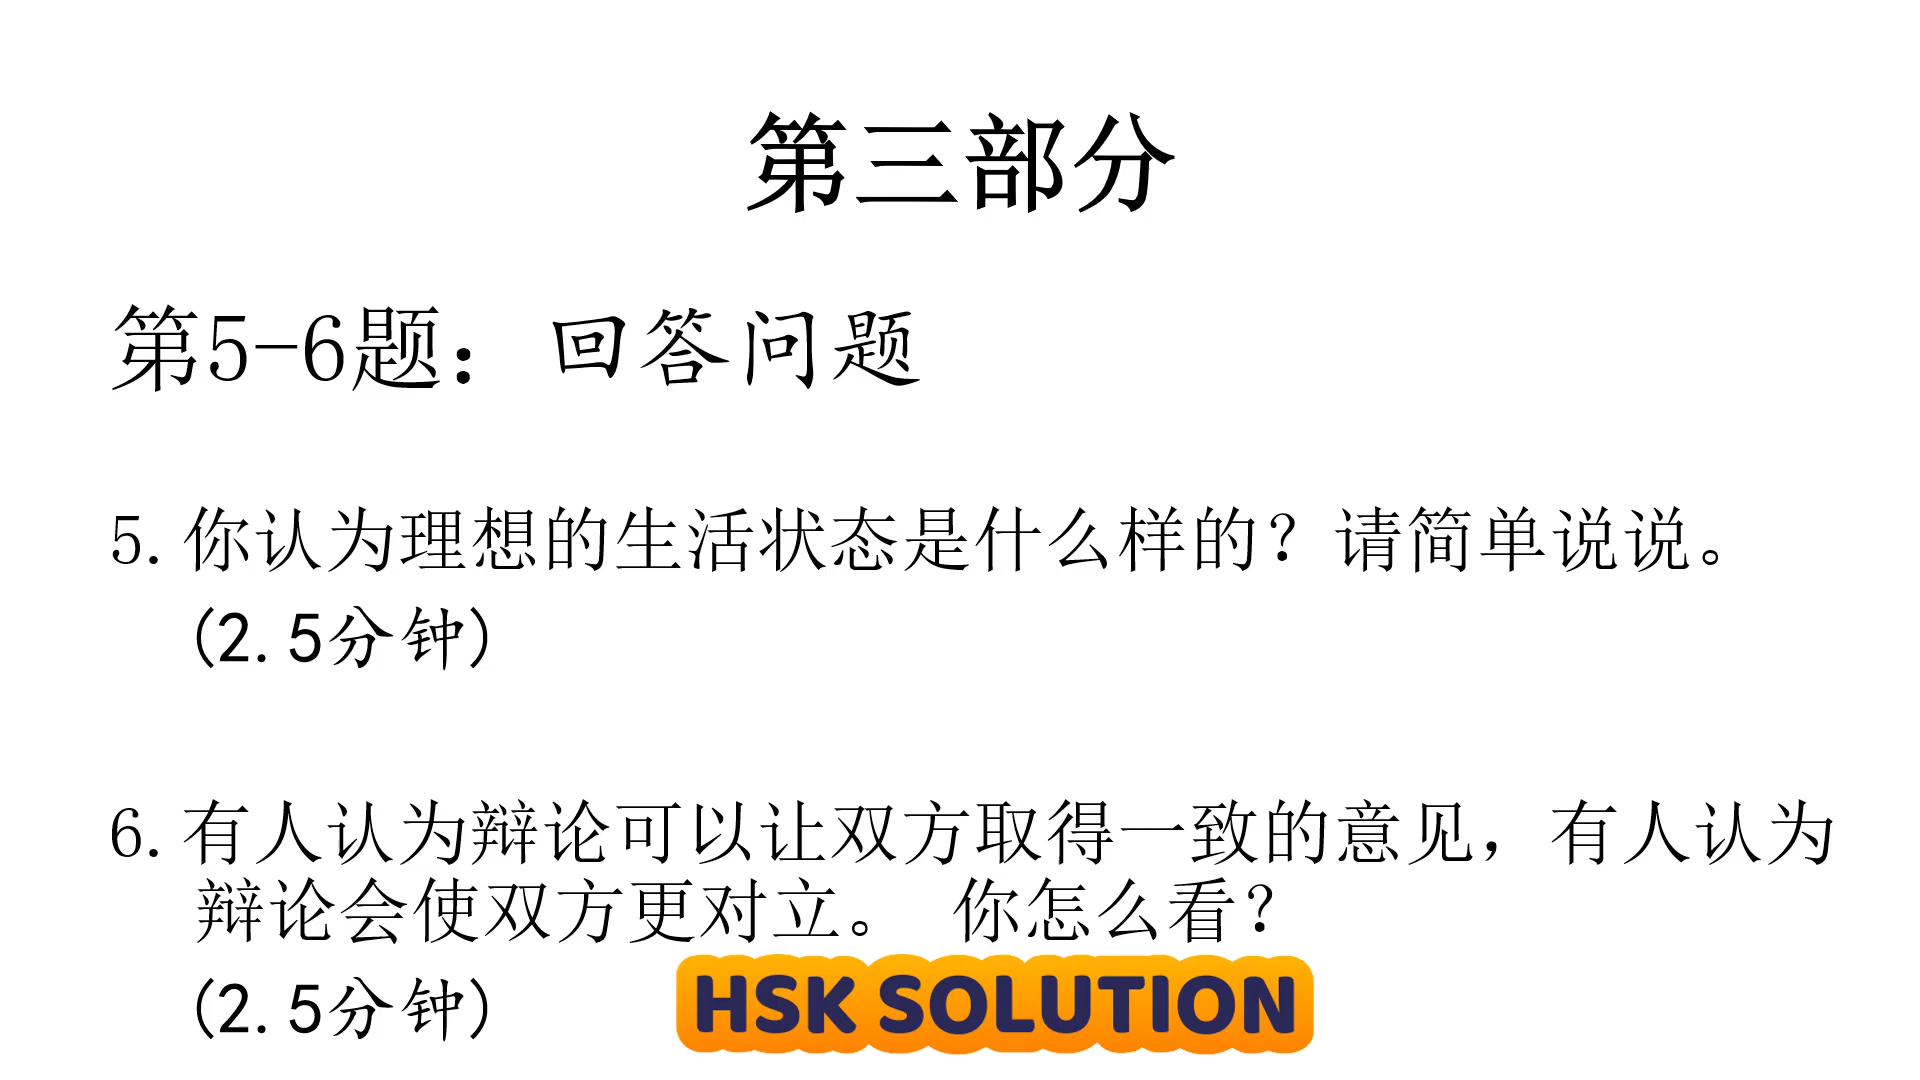 第三部分
第5-6题：回答问题
5.你认为理想的生活状态是什么样的？请简单说说。
(2.5分钟)
6.有人认为辩论可以让双方取得一致的意见，有人认为
辩论会使双方更对立。 你怎么看？
(2.5分钟)
HSK SOLUTION